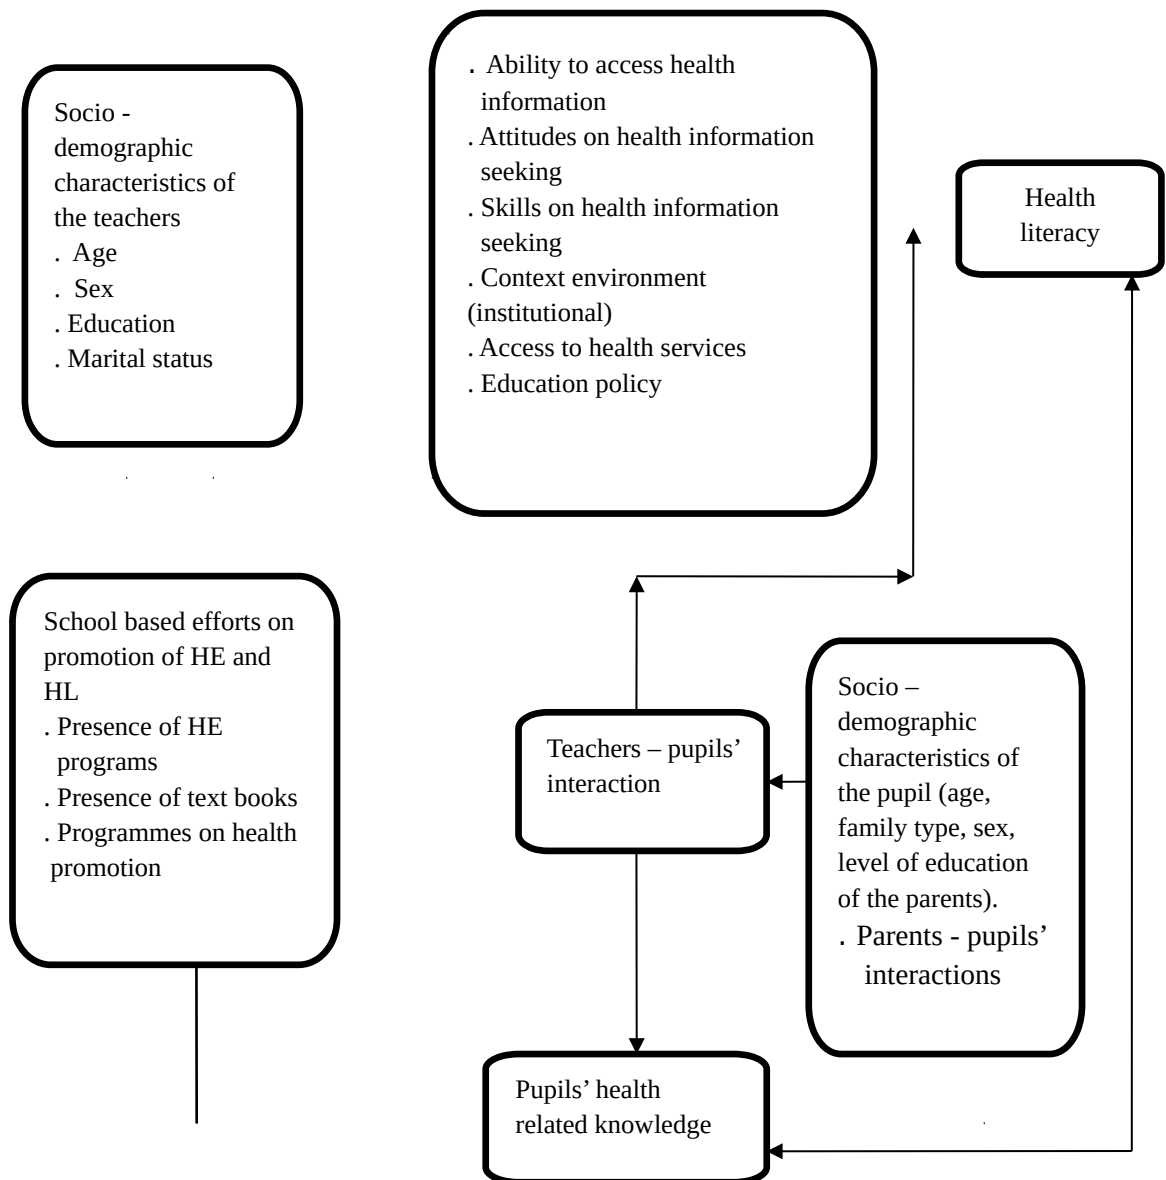 Socio -
demographic
characteristics of
the teachers
. Age
. Sex
. Education
. Marital status
. Ability to access health
information
. Attitudes on health information
seeking
. Skills on health information
seeking
. Context environment
(institutional)
. Access to health services
. Education policy
Health
literacy
School based efforts on
promotion of HE and
HL
. Presence of HE
programs
. Presence of text books
. Programmes on health
promotion
Teachers – pupils’
interaction
Socio –
demographic
characteristics of
the pupil (age,
family type, sex,
level of education
of the parents).
. Parents - pupils’
interactions
Pupils’ health
related knowledge